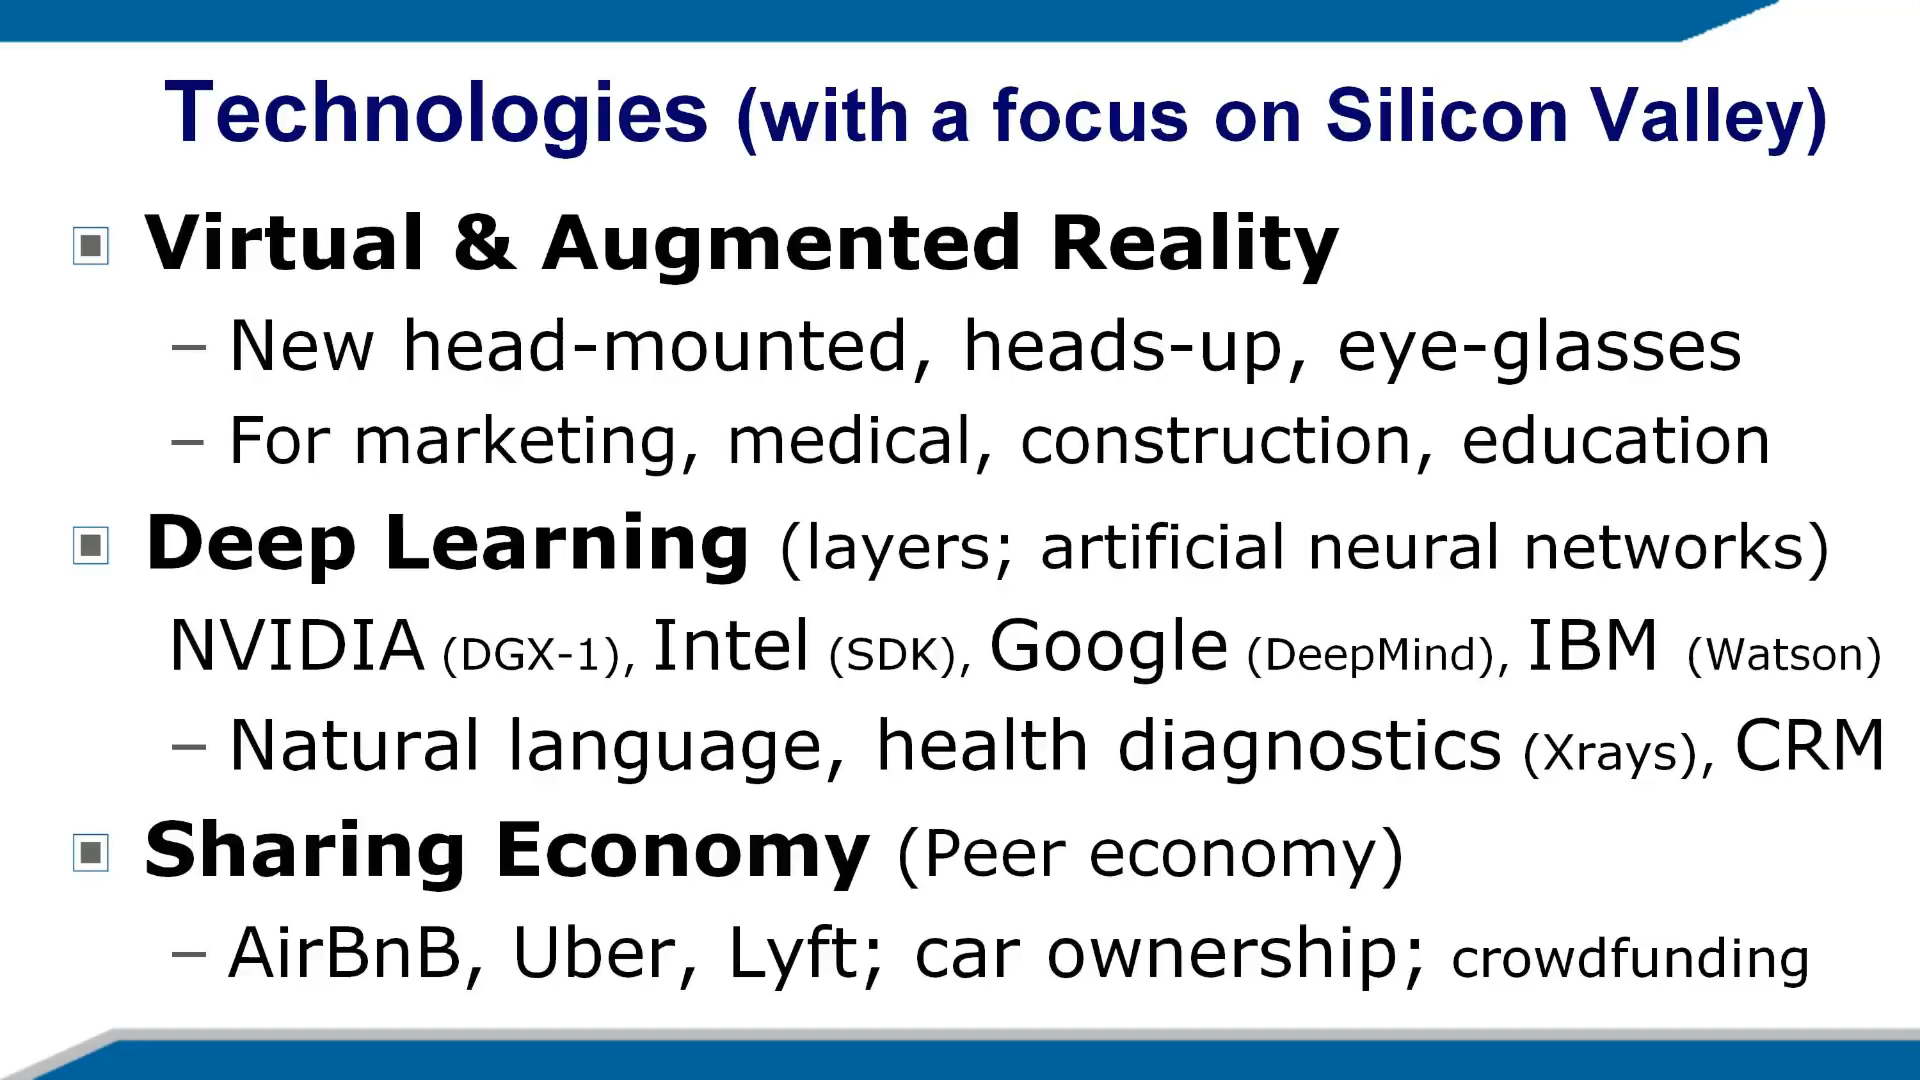 Technologies (with a focus on Silicon Valley)
Virtual & Augmented Reality
– New head-mounted, heads-up, eye-glasses
– For marketing, medical, construction, education
Deep Learning (layers; artificial neural networks)
NVIDIA (DGX-1), Intel (SDK), Google (DeepMind), IBM (Watson)
– Natural language, health diagnostics (Xrays), CRM
Sharing Economy (Peer economy)
– AirBnB, Uber, Lyft; car ownership; crowdfunding